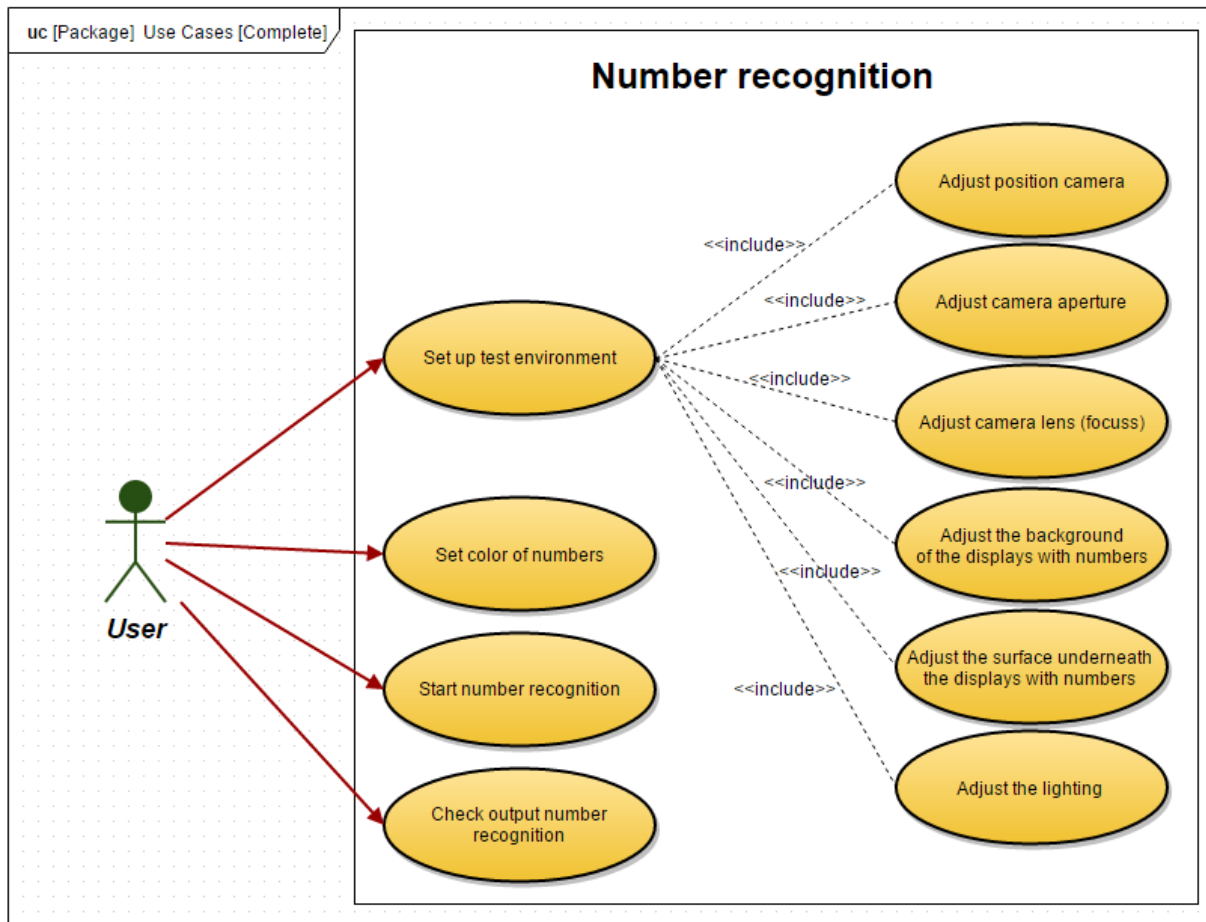 uc [Package] Use Cases [Complete]
Number recognition
Adjust position camera
<<include>>
Adjust camera aperture
<<include>>
Set up test environment
<<include>>
Adjust camera lens (focuss)
<<include>>
Adjust the background
of the displays with numbers
Set color of numbers
<<include>>
User
Adjust the surface underneath
the displays with numbers
Start number recognition
<<include>>
Adjust the lighting
Check output number
recognition